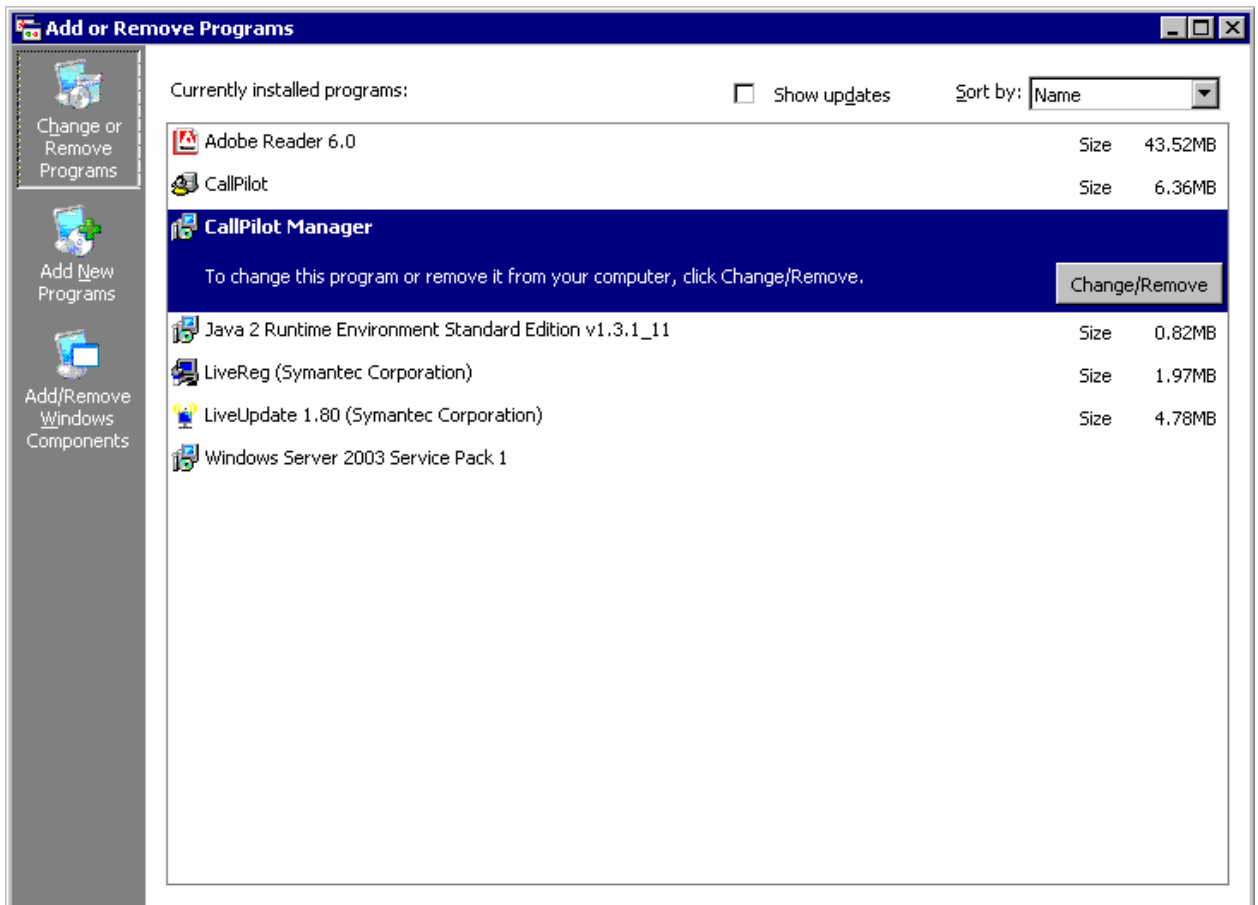 Add or Remove Programs
Change or
Remove
Programs
Add New
Programs
Add/Remove
Windows
Components
Currently installed programs:
Show updates
Sort by: Name
Adobe Reader 6.0 Size 43.52MB
CallPilot Size 6.36MB
CallPilot Manager
To change this program or remove it from your computer, click Change/Remove.
Change/Remove
Java 2 Runtime Environment Standard Edition v1.3.1_11 Size 0.82MB
LiveReg (Symantec Corporation) Size 1.97MB
LiveUpdate 1.80 (Symantec Corporation) Size 4.78MB
Windows Server 2003 Service Pack 1